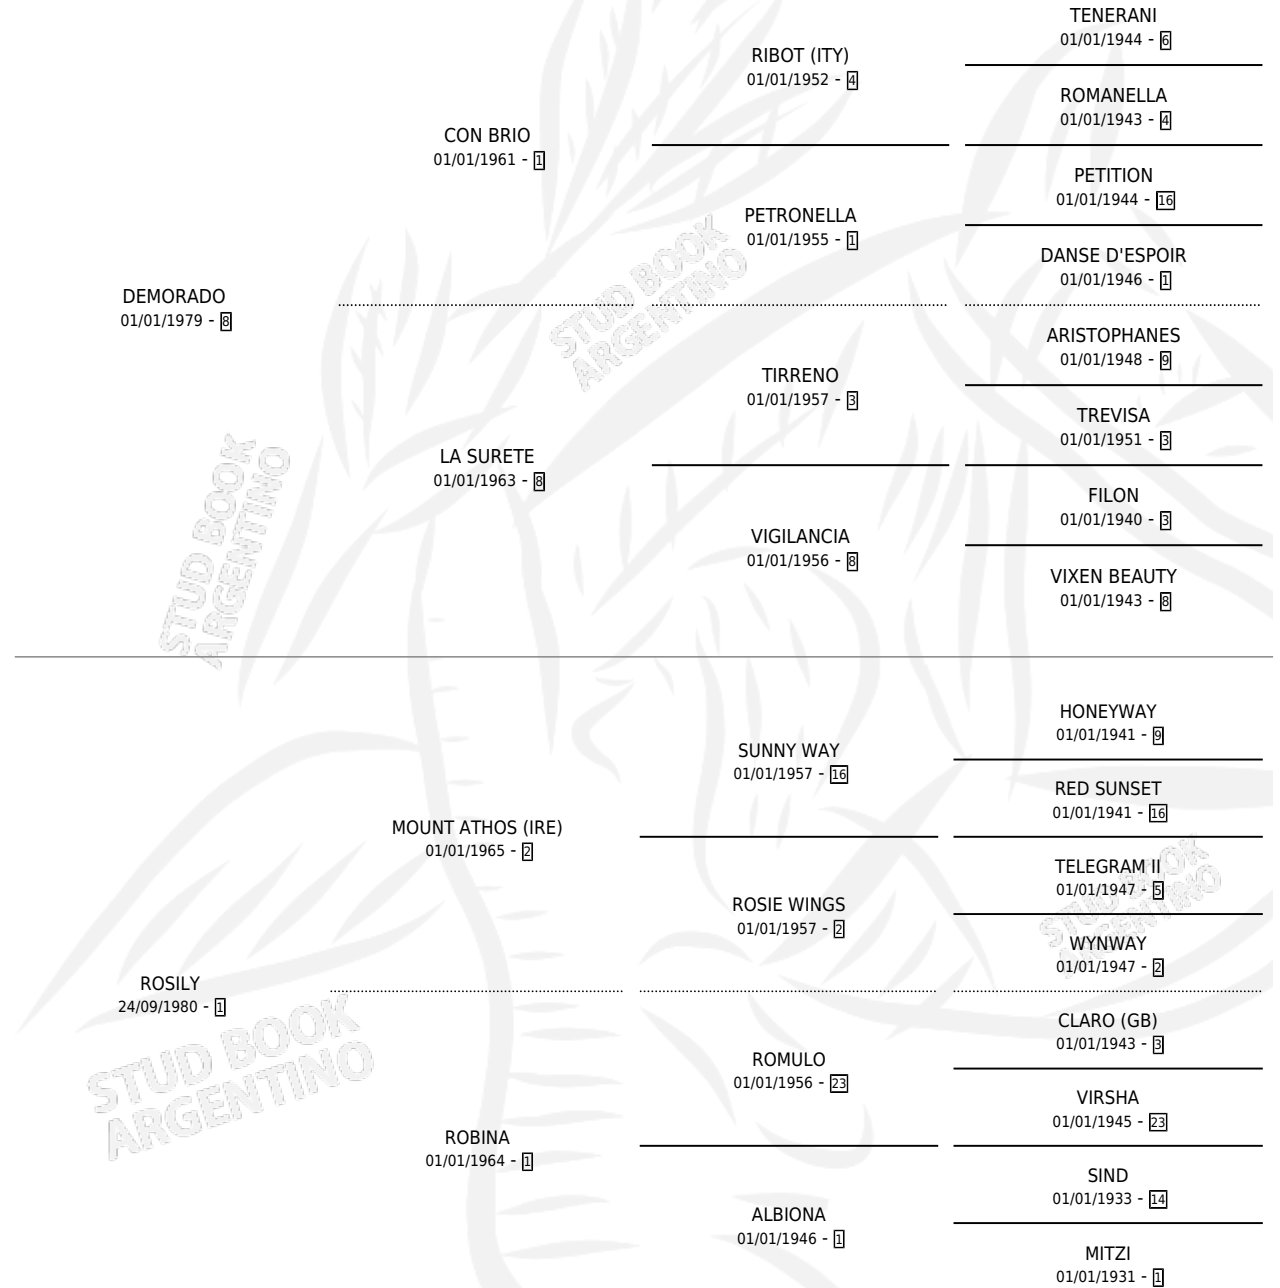 TENERANI
01/01/1944 - 6
RIBOT (ITY)
01/01/1952 - 4
ROMANELLA
01/01/1943 - 4
CON BRIO
01/01/1961 - 1
PETITION
01/01/1944 - 16
PETRONELLA
01/01/1955 - 1
DANSE D'ESPOIR
01/01/1946 - 1
DEMORADO
01/01/1979 - 8
STUD BOOK
ARGENTINO
ARISTOPHANES
01/01/1948 - 9
TIRRENO
01/01/1957 - 3
TREVISA
01/01/1951 - 3
LA SURETE
01/01/1963 - 8
FILON
01/01/1940 - 3
VIGILANCIA
01/01/1956 - 8
VIXEN BEAUTY
01/01/1943 - 8
STUD BOOK
ARGENTINO
HONEYWAY
01/01/1941 - 9
SUNNY WAY
01/01/1957 - 16
RED SUNSET
01/01/1941 - 16
MOUNT ATHOS (IRE)
01/01/1965 - 2
TELEGRAM II
01/01/1947 - 5
ROSIE WINGS
01/01/1957 - 2
WYNWAY
01/01/1947 - 2
STUD BOOK
ARGENTINO
ROSILY
24/09/1980 - 1
CLARO (GB)
01/01/1943 - 3
ROMULO
01/01/1956 - 23
VIRSHA
01/01/1945 - 23
STUD BOOK
ARGENTINO
ROBINA
01/01/1964 - 1
SIND
01/01/1933 - 14
ALBIONA
01/01/1946 - 1
MITZI
01/01/1931 - 1